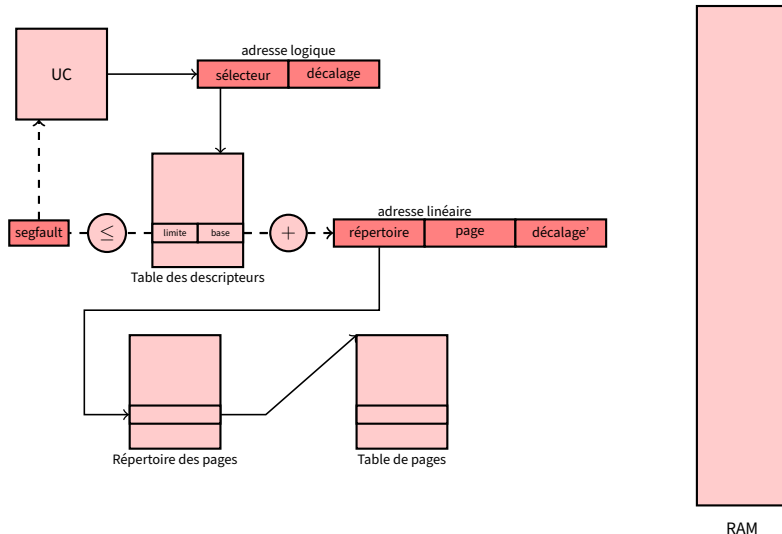 adresse logique
UC
sélecteur
décalage
adresse linéaire
segfault
≤
limite
base
+
répertoire
page
décalage'
Table des descripteurs
Répertoire des pages
Table de pages
RAM